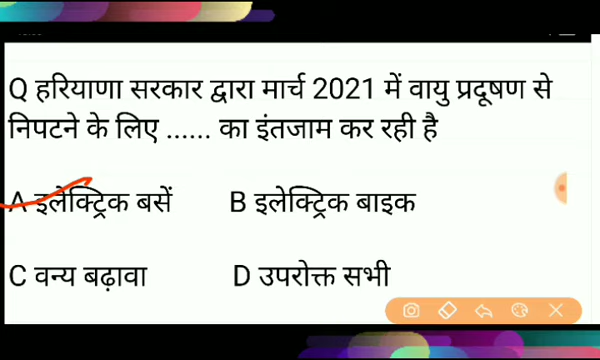 Q हरियाणा सरकार द्वारा मार्च 2021 में वायु प्रदूषण से
निपटने के लिए ...... का इंतजाम कर रही है
A इलेक्ट्रिक बसें B इलेक्ट्रिक बाइक
C वन्य बढ़ावा D उपरोक्त सभी